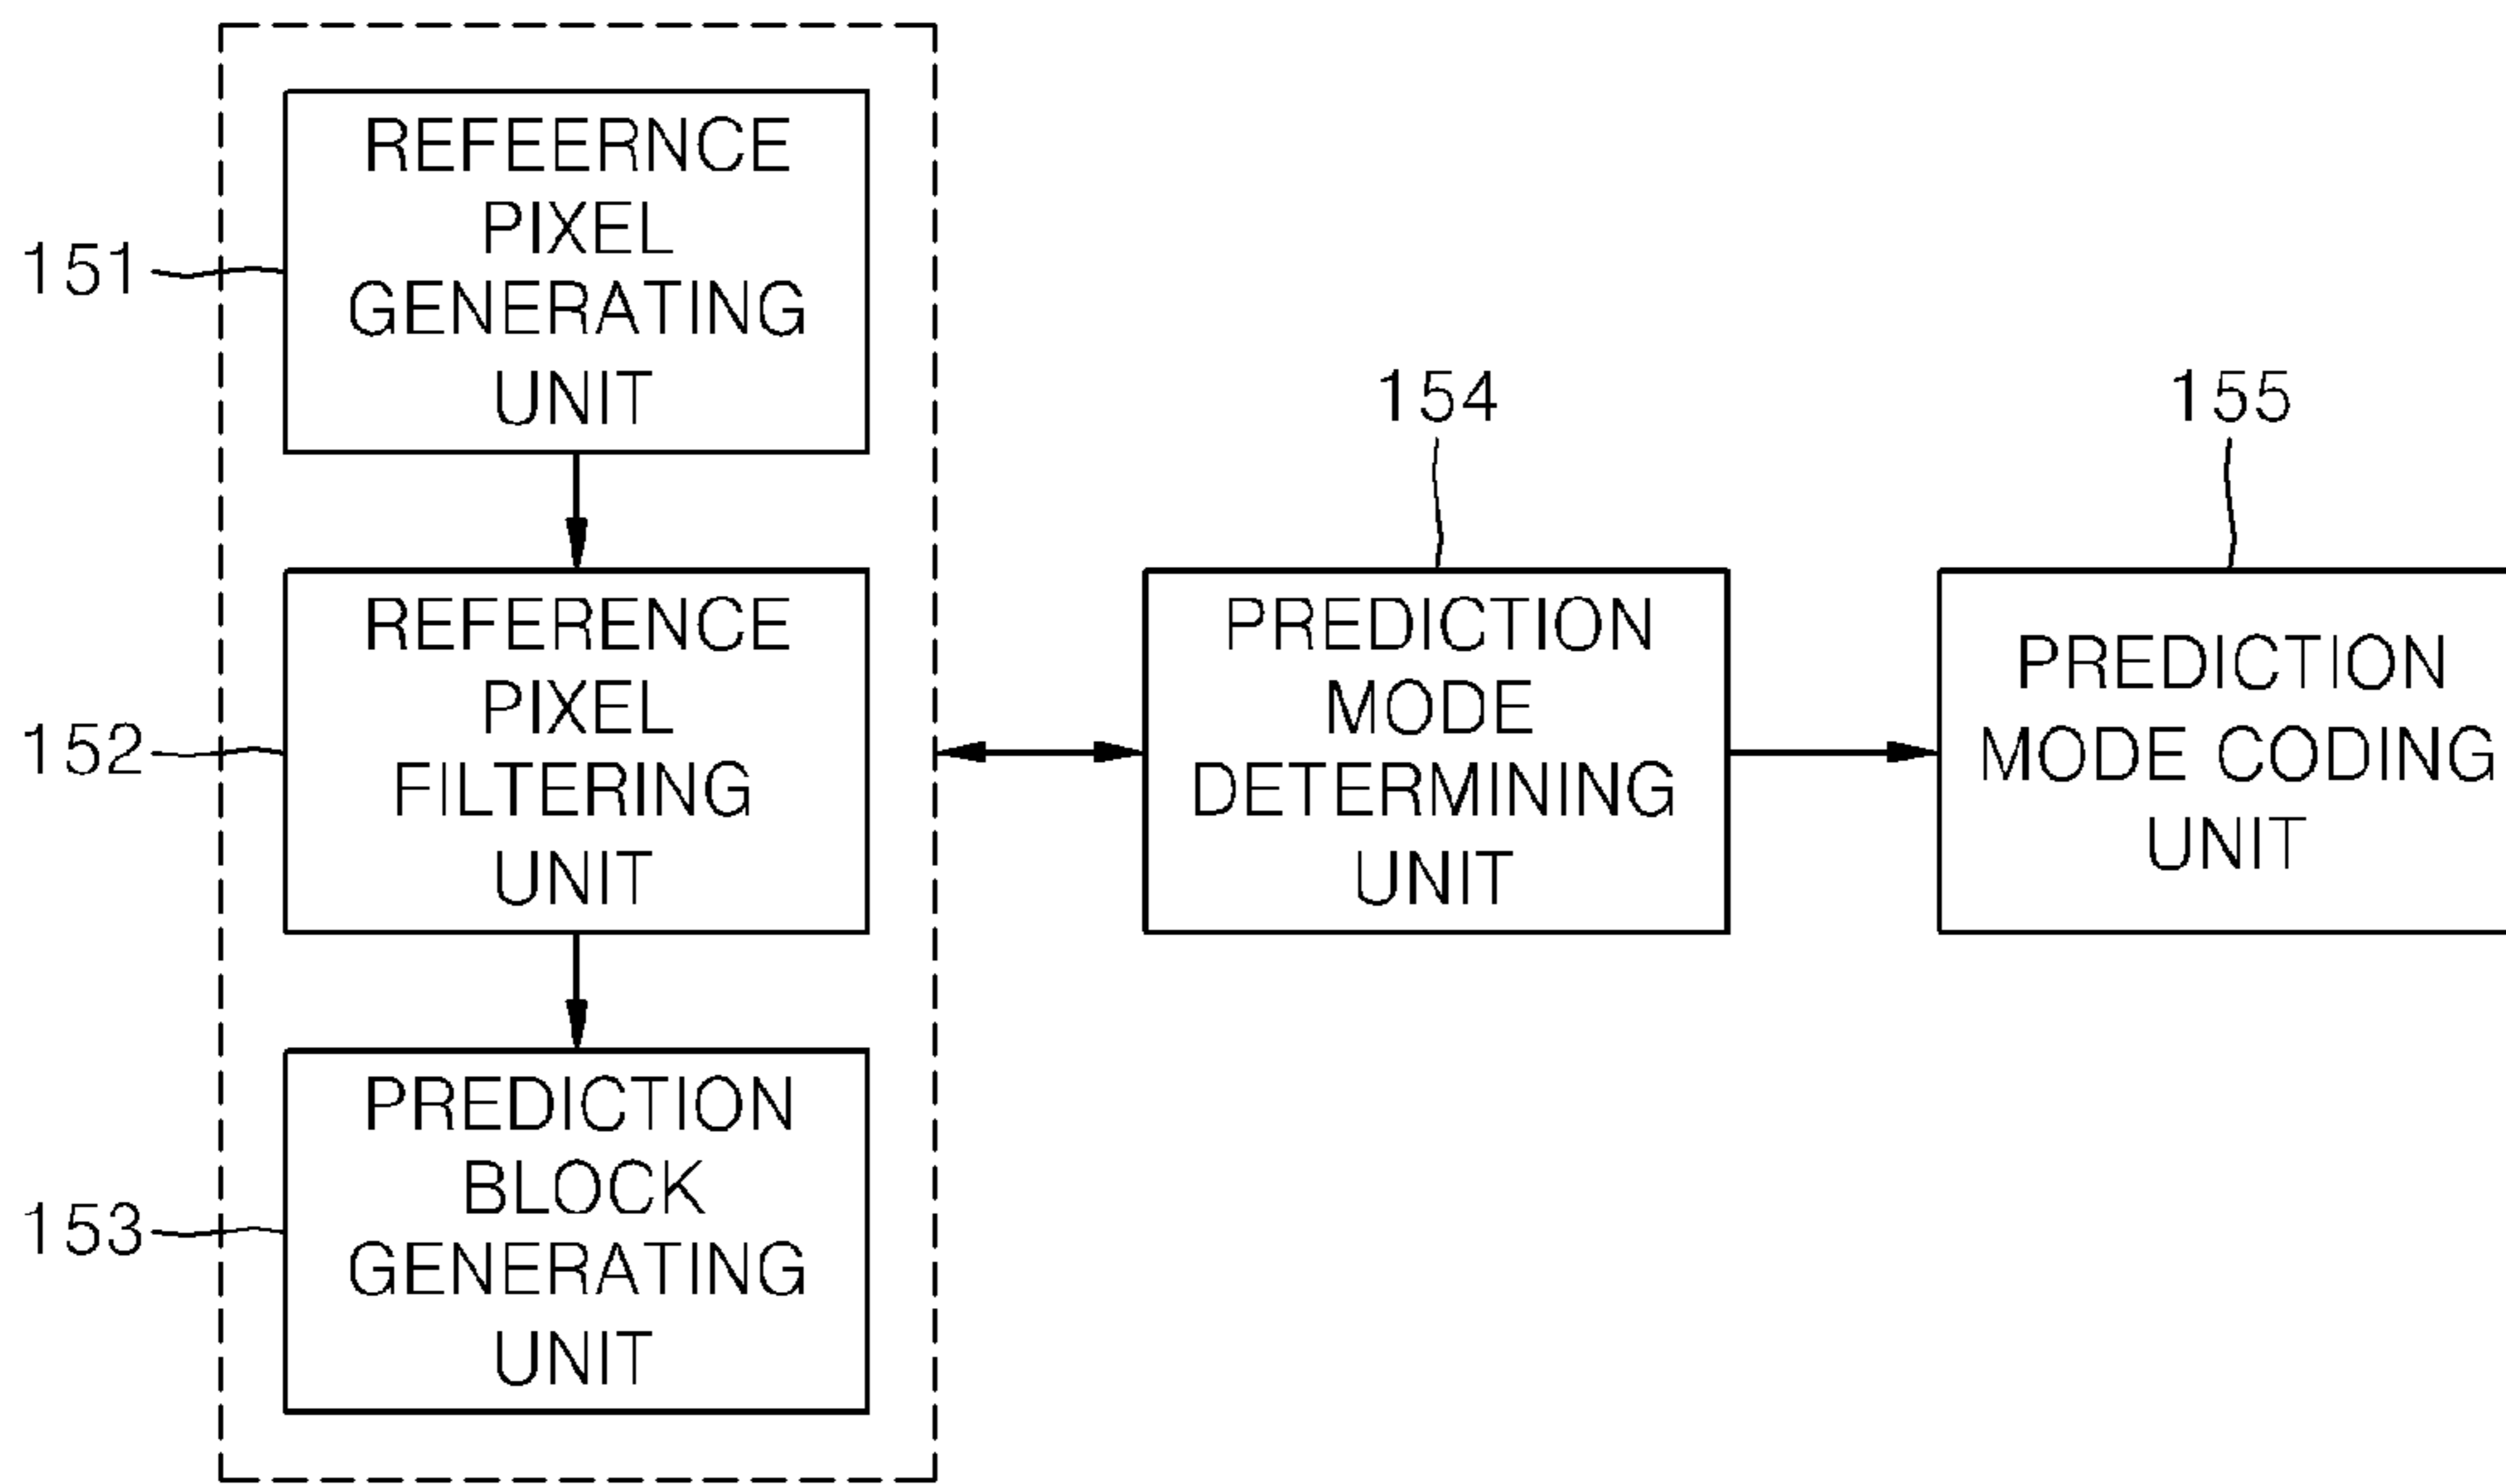 151
REFEERNCE
PIXEL
GENERATING
UNIT
152
REFERENCE
PIXEL
FILTERING
UNIT
153
PREDICTION
BLOCK
GENERATING
UNIT
154
PREDICTION
MODE
DETERMINING
UNIT
155
PREDICTION
MODE CODING
UNIT